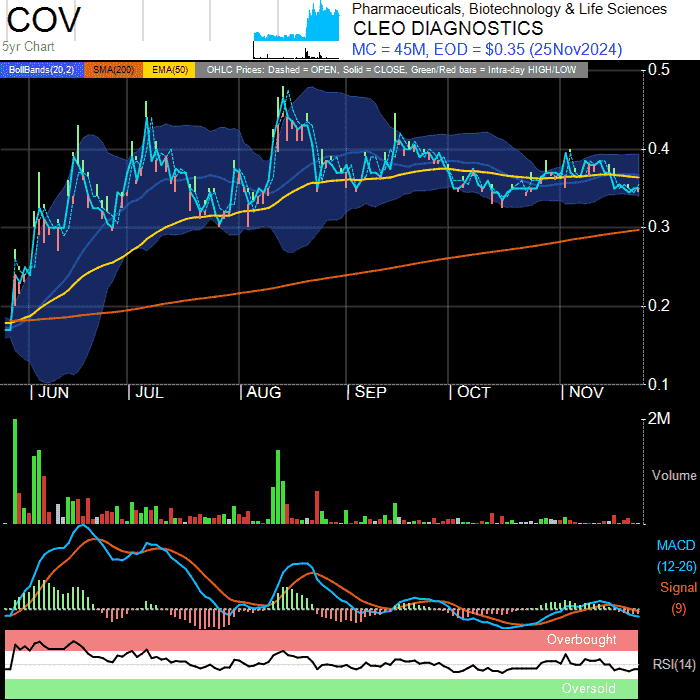 COV
5yr Chart
Pharmaceuticals, Biotechnology & Life Sciences
CLEO DIAGNOSTICS
MC = 45M, EOD = $0.35 (25Nov2024)
BollBands(20,2) SMA(200) EMA(50) OHLC Prices: Dashed = OPEN, Solid = CLOSE, Green/Red bars = Intra-day HIGH/LOW
0.5
0.4
0.3
0.2
0.1
| JUN | JUL | AUG | SEP | OCT | NOV
2M
Volume
0.0
MACD
(12-26)
Signal
(9)
Overbought
RSI(14)
Oversold